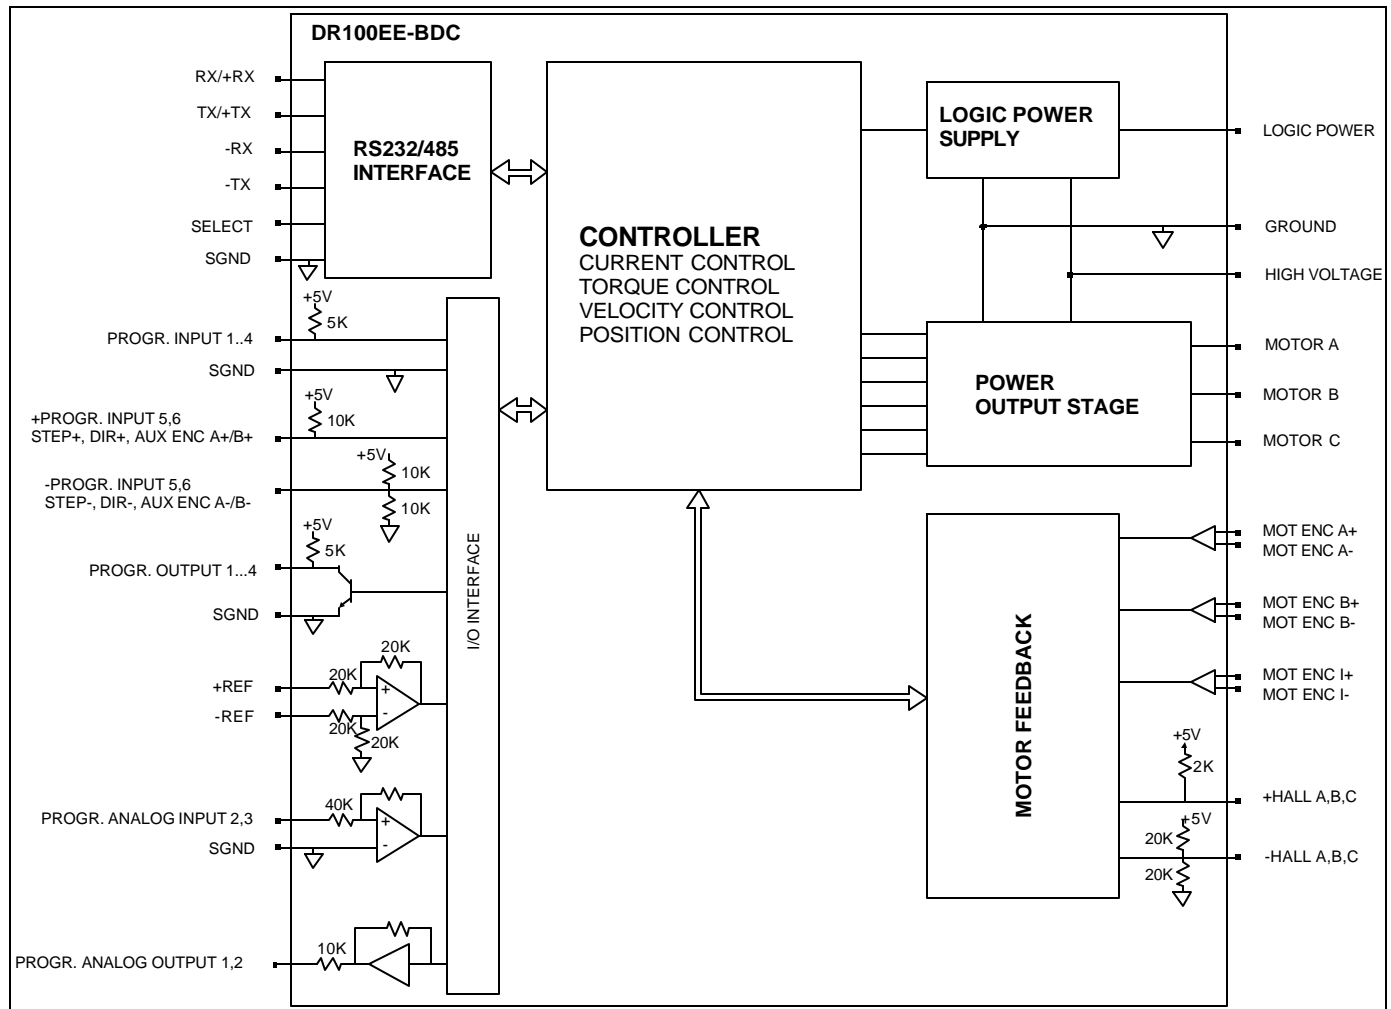 DR100EE-BDC
RX/+RX
TX/+TX
-RX
-TX
SELECT
SGND
RS232/485
INTERFACE
CONTROLLER
CURRENT CONTROL
TORQUE CONTROL
VELOCITY CONTROL
POSITION CONTROL
LOGIC POWER
SUPPLY
LOGIC POWER
GROUND
HIGH VOLTAGE
POWER
OUTPUT STAGE
MOTOR A
MOTOR B
MOTOR C
+5V
5K
PROGR. INPUT 1..4
SGND
+5V
10K
+PROGR. INPUT 5,6
STEP+, DIR+, AUX ENC A+/B+
+5V
10K
-PROGR. INPUT 5,6
STEP-, DIR-, AUX ENC A-/B-
10K
+5V
5K
PROGR. OUTPUT 1...4
SGND
I/O INTERFACE
20K
20K
+REF
+
-REF
-
20K
20K
40K
PROGR. ANALOG INPUT 2,3
+
SGND
-
10K
PROGR. ANALOG OUTPUT 1,2
MOTOR FEEDBACK
MOT ENC A+
MOT ENC A-
MOT ENC B+
MOT ENC B-
MOT ENC I+
MOT ENC I-
+5V
2K
+HALL A,B,C
+5V
20K
-HALL A,B,C
20K